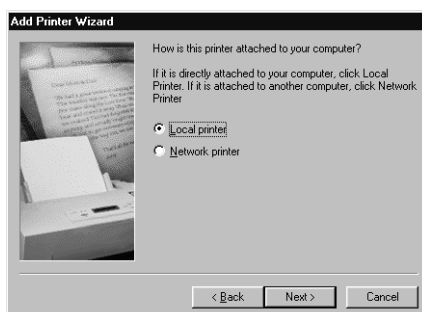 Add Printer Wizard
How is this printer attached to your computer?
If it is directly attached to your computer, click Local
Printer. If it is attached to another computer, click Network
Printer
Local printer
Network printer
< Back
Next >
Cancel